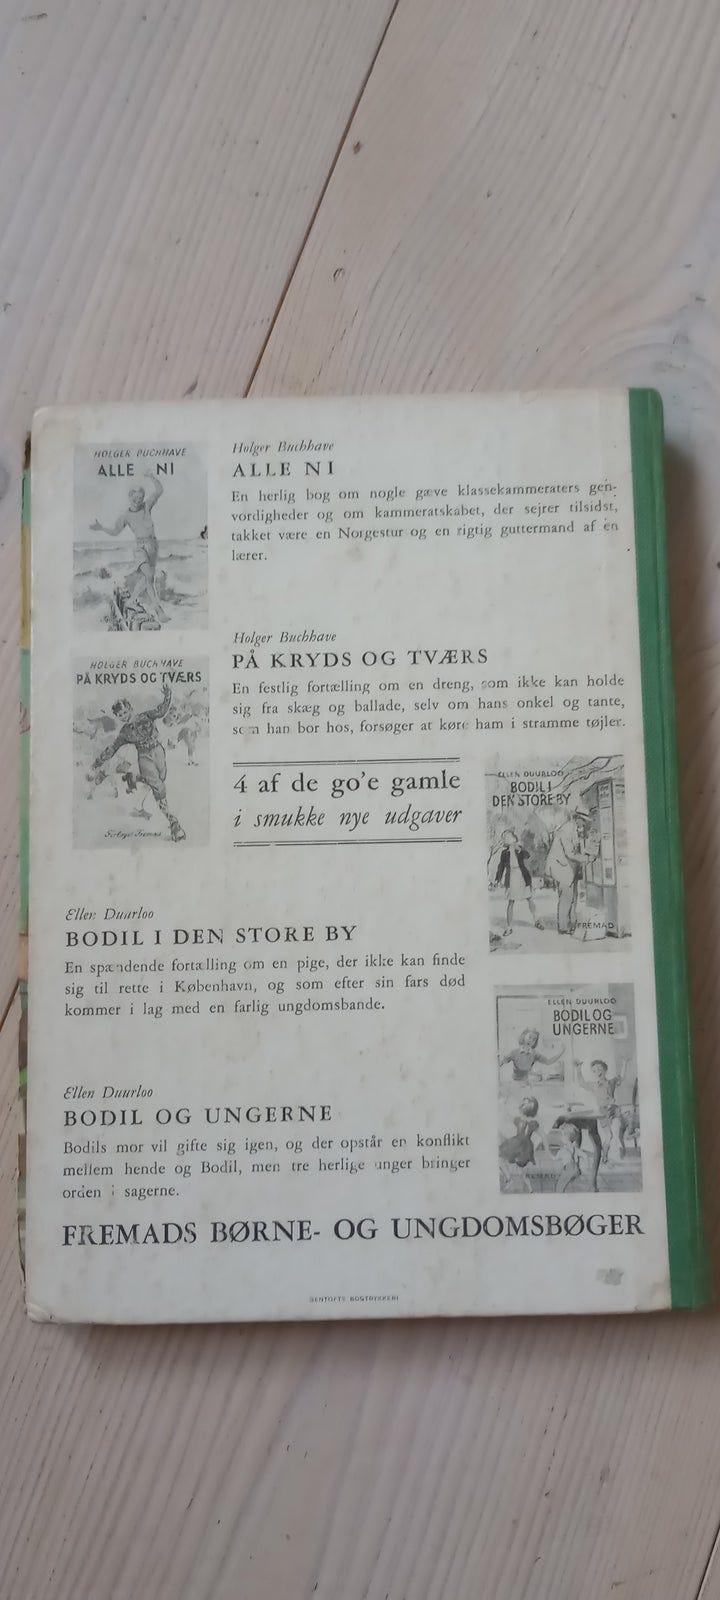 HOLGER BUCHHAVE
ALLE NI
Holger Buchhave
ALLE NI
En herlig bog om nogle gæve klassekammeraters gen-
vordigheder og om kammeratskabet, der sejrer tilsidst,
takket være en Norgestur og en rigtig guttermand af en
lærer.
HOLGER BUCHHAVE
PÅ KRYDS OG TVÆRS
Forlaget Fremad
Holger Buchhave
PÅ KRYDS OG TVÆRS
En festlig fortælling om en dreng, som ikke kan holde
sig fra skæg og ballade, selv om hans onkel og tante,
som han bor hos, forsøger at køre ham i stramme tøjler.
4 af de go'e gamle
i smukke nye udgaver
ELLEN DUURLOO
BODIL I
DEN STORE BY
FREMAD
Ellen Duurloo
BODIL I DEN STORE BY
En spændende fortælling om en pige, der ikke kan finde
sig til rette i København, og som efter sin fars død
kommer i lag med en farlig ungdomsbande.
ELLEN DUURLOO
BODIL OG
UNGERNE
FREMAD
Ellen Duurloo
BODIL OG UNGERNE
Bodils mor vil gifte sig igen, og der opstår en konflikt
mellem hende og Bodil, men tre herlige unger bringer
orden i sagerne.
FREMADS BØRNE- OG UNGDOMSBØGER
GENTOFTE BOGTRYKKERI